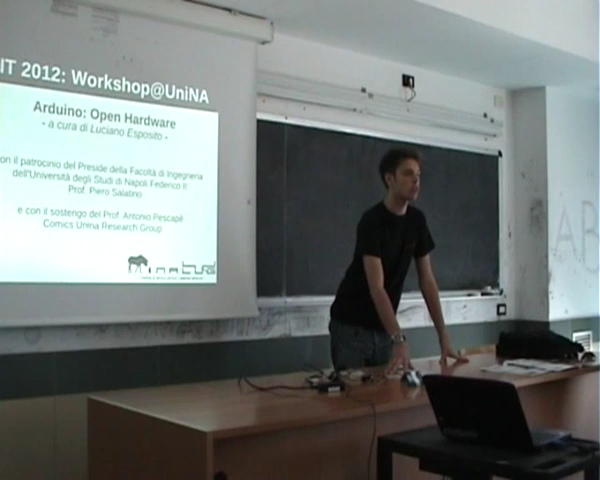 IT 2012: Workshop@UniNA
Arduino: Open Hardware
- a cura di Luciano Esposito -
on il patrocinio del Preside della Facoltà di Ingegneria
dell'Università degli Studi di Napoli Federico II
Prof. Piero Salatino
e con il sostengo del Prof. Antonio Pescapè
Comics Unina Research Group
AB